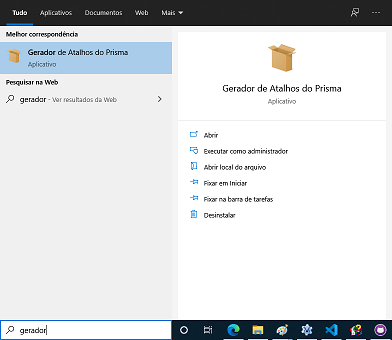 Tudo Aplicativos Documentos Web Mais
Melhor correspondência
Gerador de Atalhos do Prisma
Aplicativo
Pesquisar na Web
gerador - Ver resultados da Web
Gerador de Atalhos do Prisma
Aplicativo
Abrir
Executar como administrador
Abrir local do arquivo
Fixar em Iniciar
Fixar na barra de tarefas
Desinstalar
gerador